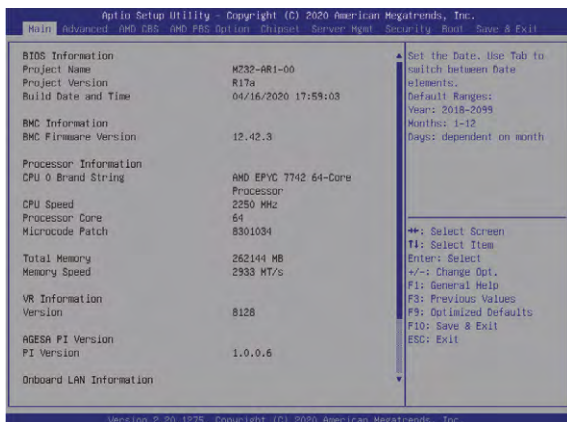 Aptio Setup Utility - Copyright (C) 2020 American Megatrends, Inc.
Main Advanced AMD CBS AMD PBS Option Chipset Server Mgmt Security Boot Save & Exit
BIOS Information
Project Name MZ32-AR1-00
Project Version R17a
Build Date and Time 04/16/2020 17:59:03
BMC Information
BMC Firmware Version 12.42.3
Processor Information
CPU 0 Brand String AMD EPYC 7742 64-Core
Processor
CPU Speed 2250 MHz
Processor Core 64
Microcode Patch 8301034
Total Memory 262144 MB
Memory Speed 2933 MT/s
VR Information
Version 8128
AGESA PI Version
PI Version 1.0.0.6
Onboard LAN Information
Set the Date. Use Tab to
switch between Date
elements.
Default Ranges:
Year: 2018-2099
Months: 1-12
Days: dependent on month
→←: Select Screen
↑↓: Select Item
Enter: Select
+/-: Change Opt.
F1: General Help
F3: Previous Values
F9: Optimized Defaults
F10: Save & Exit
ESC: Exit
Version 2.20.1275. Copyright (C) 2020 American Megatrends, Inc.